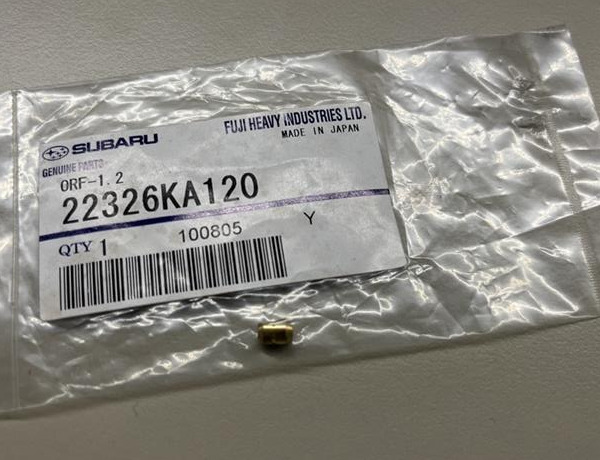 SUBARU
FUJI HEAVY INDUSTRIES LTD.
MADE IN JAPAN
GENUINE PARTS
ORF-1.2
22326KA120
Y
QTY 1
100805